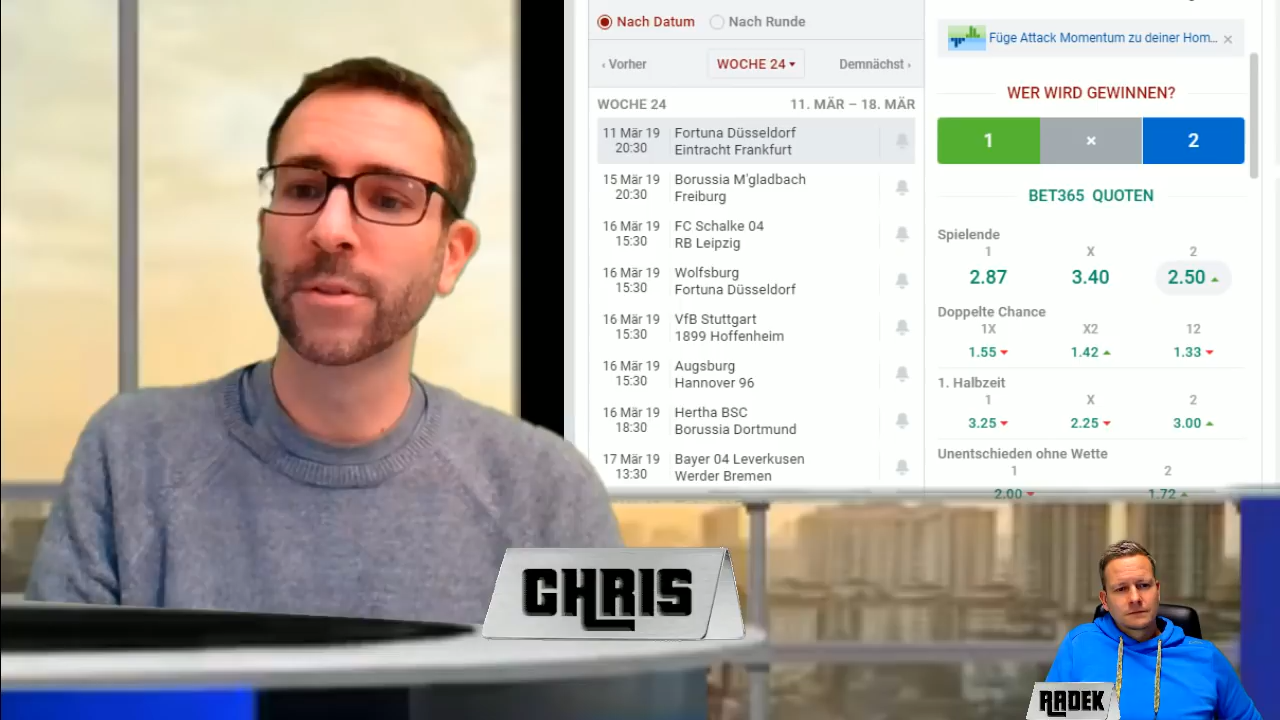 Nach Datum Nach Runde
‹ Vorher WOCHE 24 Demnächst ›
WOCHE 24 11. MÄR – 18. MÄR
11 Mär 19 Fortuna Düsseldorf
20:30 Eintracht Frankfurt
15 Mär 19 Borussia M'gladbach
20:30 Freiburg
16 Mär 19 FC Schalke 04
15:30 RB Leipzig
16 Mär 19 Wolfsburg
15:30 Fortuna Düsseldorf
16 Mär 19 VfB Stuttgart
15:30 1899 Hoffenheim
16 Mär 19 Augsburg
15:30 Hannover 96
16 Mär 19 Hertha BSC
18:30 Borussia Dortmund
17 Mär 19 Bayer 04 Leverkusen
13:30 Werder Bremen
Füge Attack Momentum zu deiner Hom... ×
WER WIRD GEWINNEN?
1 × 2
BET365 QUOTEN
Spielende
1 X 2
2.87 3.40 2.50
Doppelte Chance
1X X2 12
1.55 1.42 1.33
1. Halbzeit
1 X 2
3.25 2.25 3.00
Unentschieden ohne Wette
1 2
2.00 1.72
CHRIS
RADEK